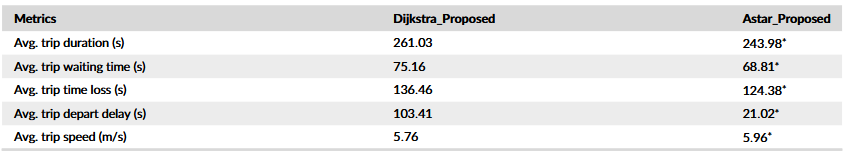 Metrics Dijkstra_Proposed Astar_Proposed
Avg. trip duration (s) 261.03 243.98*
Avg. trip waiting time (s) 75.16 68.81*
Avg. trip time loss (s) 136.46 124.38*
Avg. trip depart delay (s) 103.41 21.02*
Avg. trip speed (m/s) 5.76 5.96*